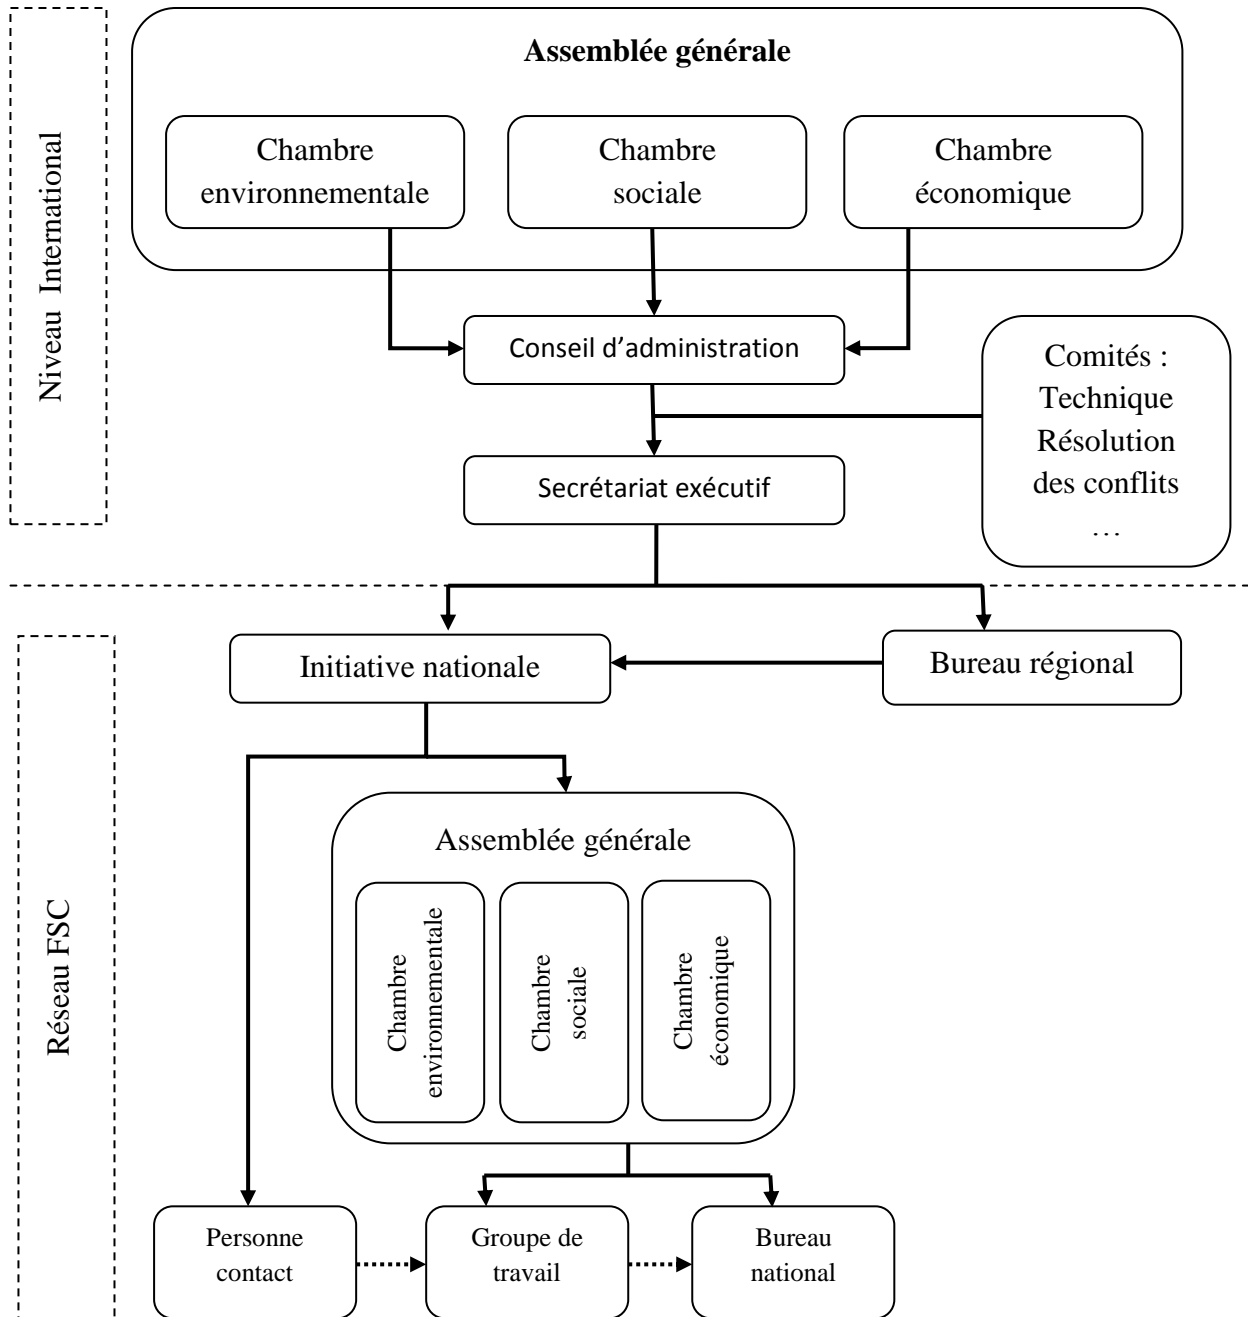 Niveau International
Assemblée générale
Chambre
environnementale
Chambre
sociale
Chambre
économique
Conseil d’administration
Comités :
Technique
Résolution
des conflits
…
Secrétariat exécutif
Réseau FSC
Initiative nationale
Bureau régional
Assemblée générale
Chambre
environnementale
Chambre
sociale
Chambre
économique
Personne
contact
Groupe de
travail
Bureau
national